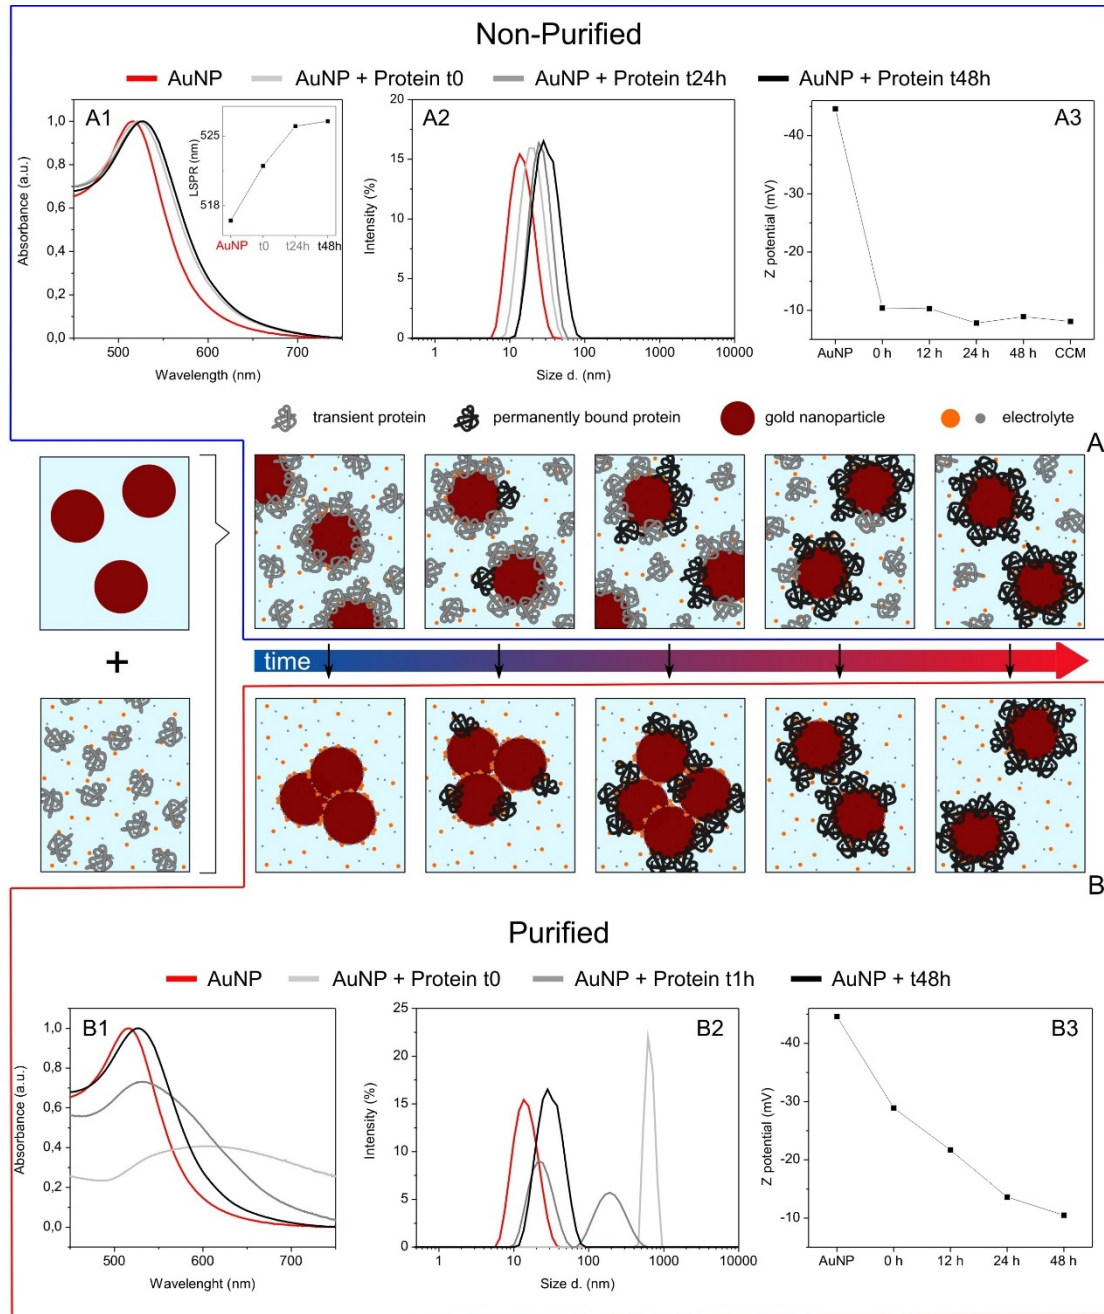 Non-Purified
AuNP AuNP + Protein t0 AuNP + Protein t24h AuNP + Protein t48h
A1
Absorbance (a.u.)
1,0
0,8
0,6
0,4
0,2
0,0
500 600 700
Wavelength (nm)
LSPR (nm)
525
518
AuNP t0 t24h t48h
A2
Intensity (%)
20
15
10
5
0
1 10 100 1000 10000
Size d. (nm)
A3
Z potential (mV)
-40
-30
-20
-10
AuNP 0 h 12 h 24 h 48 h CCM
transient protein permanently bound protein gold nanoparticle electrolyte
A
+
time
B
Purified
AuNP AuNP + Protein t0 AuNP + Protein t1h AuNP + t48h
B1
Absorbance (a.u.)
1,0
0,8
0,6
0,4
0,2
0,0
500 600 700
Wavelenght (nm)
B2
Intensity (%)
25
20
15
10
5
0
1 10 100 1000 10000
Size d. (nm)
B3
Z potential (mV)
-40
-30
-20
-10
AuNP 0 h 12 h 24 h 48 h